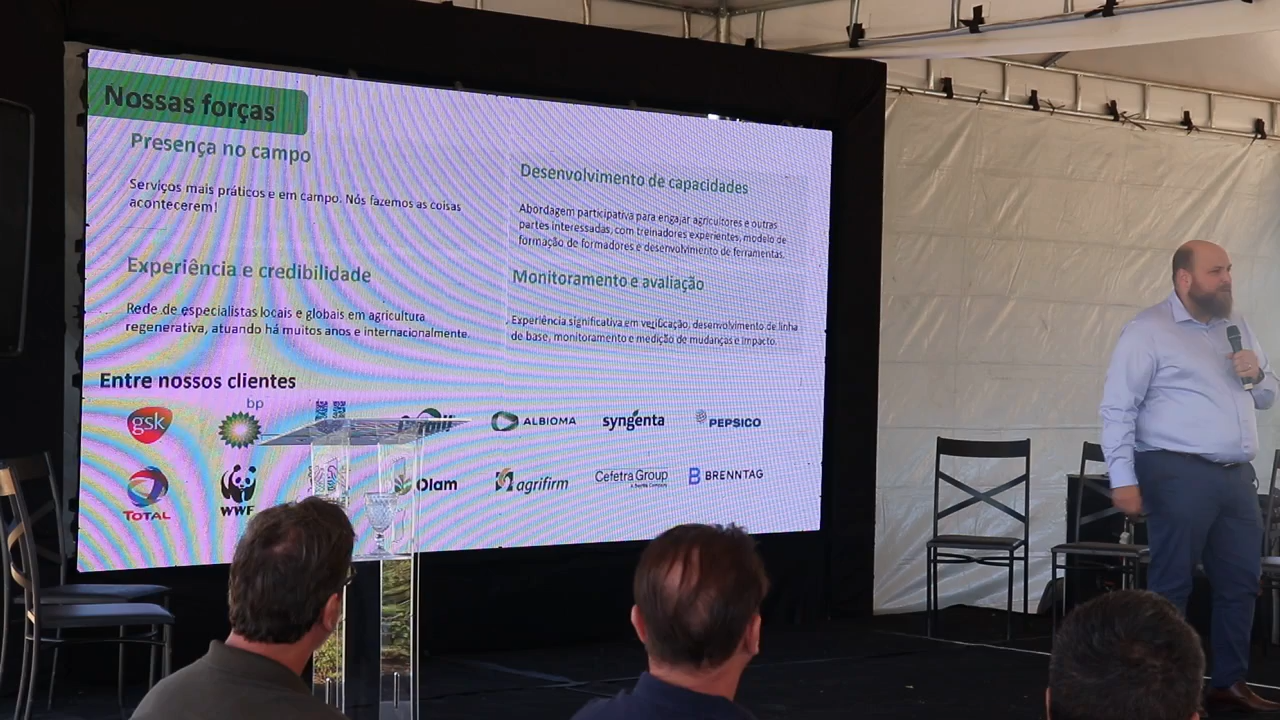 Nossas forças
Presença no campo
Serviços mais práticos e em campo. Nós fazemos as coisas
acontecerem!
Experiência e credibilidade
Rede de especialistas locais e globais em agricultura
regenerativa, atuando há muitos anos e internacionalmente.
Desenvolvimento de capacidades
Abordagem participativa para engajar agricultores e outras
partes interessadas, com treinadores experientes, modelo de
formação de formadores e desenvolvimento de ferramentas.
Monitoramento e avaliação
Experiência significativa em verificação, desenvolvimento de linha
de base, monitoramento e medição de mudanças e impacto.
Entre nossos clientes
gsk
bp
ALBIOMA
syngenta
PEPSICO
TOTAL
WWF
Olam
agrifirm
Cefetra Group
BRENNTAG